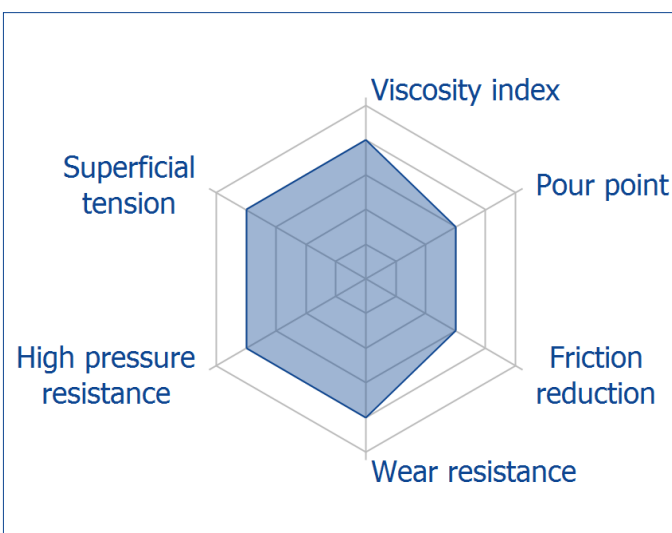 Viscosity index
Superficial
tension
Pour point
High pressure
resistance
Friction
reduction
Wear resistance